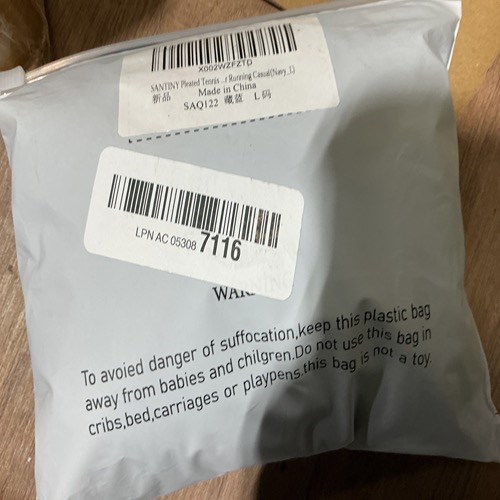 X002WZFZTD
SANTINY Pleated Tennis...r Running Casual(Navy_L)
新品 Made in China
SAQ122 藏蓝 L码
LPN AC 05308 7116
To avoied danger of suffocation,keep this plastic bag
away from babies and chilgren.Do not use this bag in
cribs,bed,carriages or playpens.this bag is not a toy.